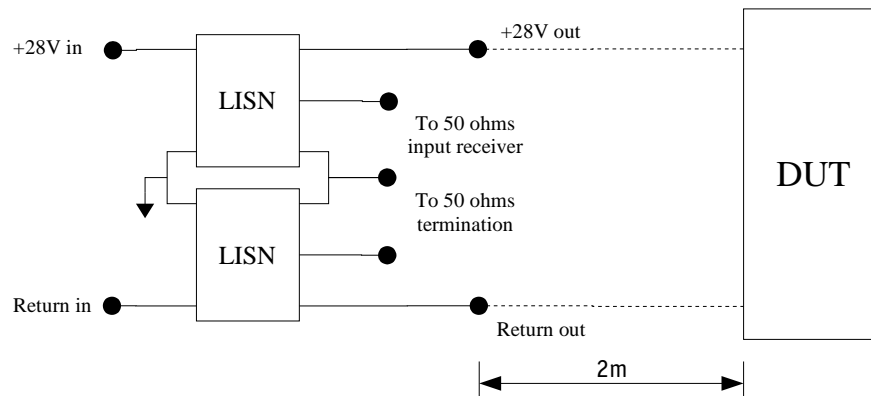 +28V in
+28V out
LISN
To 50 ohms
input receiver
DUT
To 50 ohms
termination
LISN
Return in
Return out
2m